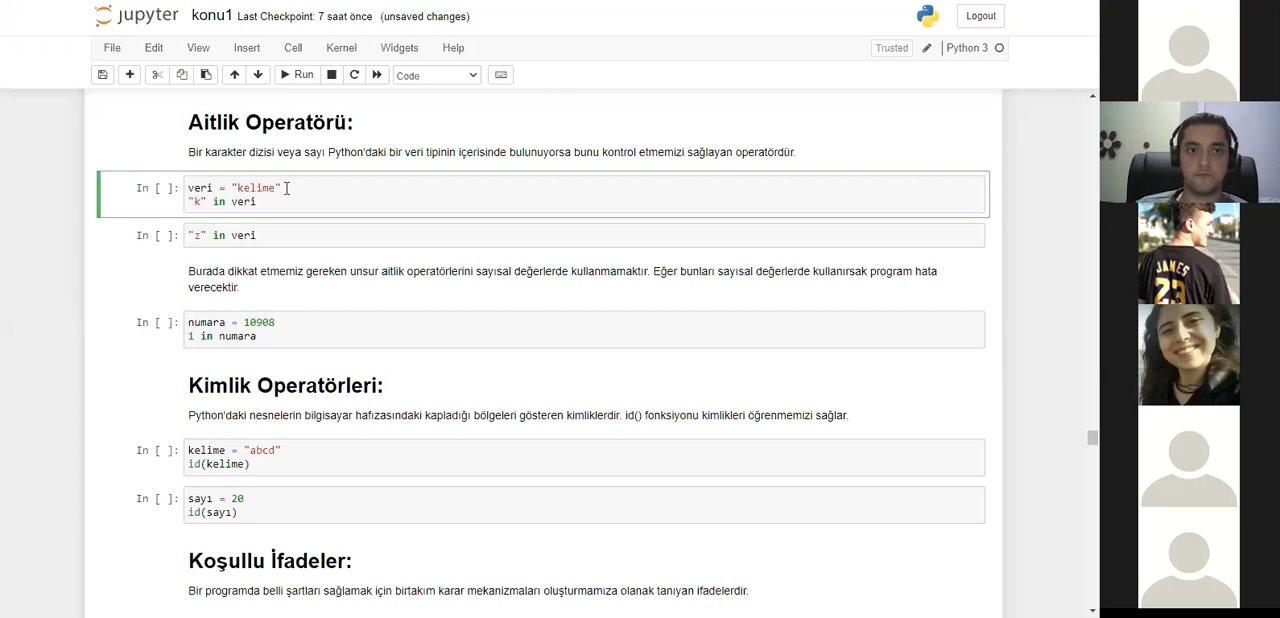 jupyter konu1 Last Checkpoint: 7 saat önce (unsaved changes) Logout
File Edit View Insert Cell Kernel Widgets Help Trusted Python 3
Run Code
Aitlik Operatörü:
Bir karakter dizisi veya sayı Python'daki bir veri tipinin içerisinde bulunuyorsa bunu kontrol etmemizi sağlayan operatördür.
In [ ]: veri = "kelime"
"k" in veri
In [ ]: "z" in veri
Burada dikkat etmemiz gereken unsur aitlik operatörlerini sayısal değerlerde kullanmamaktır. Eğer bunları sayısal değerlerde kullanırsak program hata
verecektir.
In [ ]: numara = 10908
1 in numara
Kimlik Operatörleri:
Python'daki nesnelerin bilgisayar hafızasındaki kapladığı bölgeleri gösteren kimliklerdir. id() fonksiyonu kimlikleri öğrenmemizi sağlar.
In [ ]: kelime = "abcd"
id(kelime)
In [ ]: sayı = 20
id(sayı)
Koşullu İfadeler:
Bir programda belli şartları sağlamak için birtakım karar mekanizmaları oluşturmamıza olanak tanıyan ifadelerdir.
JAMES
23